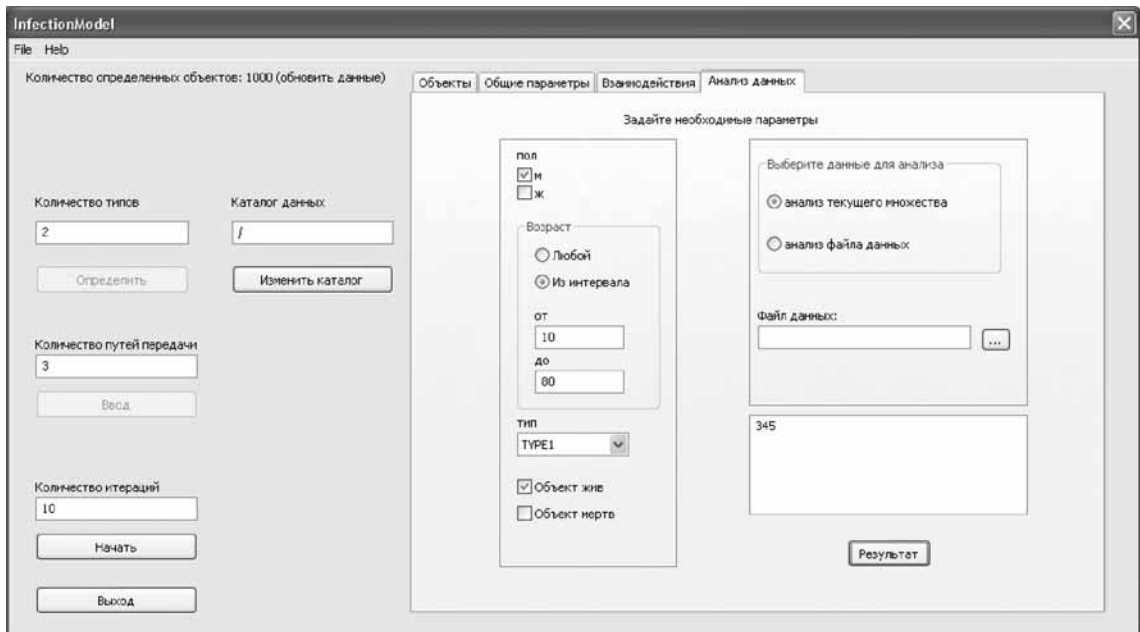 InfectionModel
File Help
Количество определенных объектов: 1000 (обновить данные)
Количество типов
2
Определить
Каталог данных
/
Изменить каталог
Количество путей передачи
3
Ввод
Количество итераций
10
Начать
Выход
Объекты Общие параметры Взаимодействия Анализ данных
Задайте необходимые параметры
пол
м
ж
Возраст
Любой
Из интервала
от
10
до
80
тип
TYPE1
Объект жив
Объект мертв
Выберите данные для анализа
анализ текущего множества
анализ файла данных
Файл данных:
...
345
Результат